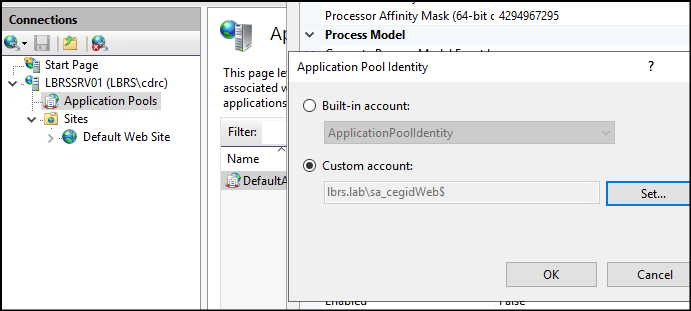 Connections
Start Page
LBRSSRV01 (LBRS\cdrc)
Application Pools
Sites
Default Web Site
This page le
associated w
applications
Filter:
Name
DefaultA
Processor Affinity Mask (64-bit c 4294967295
Process Model
Application Pool Identity
?
Built-in account:
ApplicationPoolIdentity
Custom account:
lbrs.lab\sa_cegidWeb$
Set...
OK
Cancel
Enabled
False